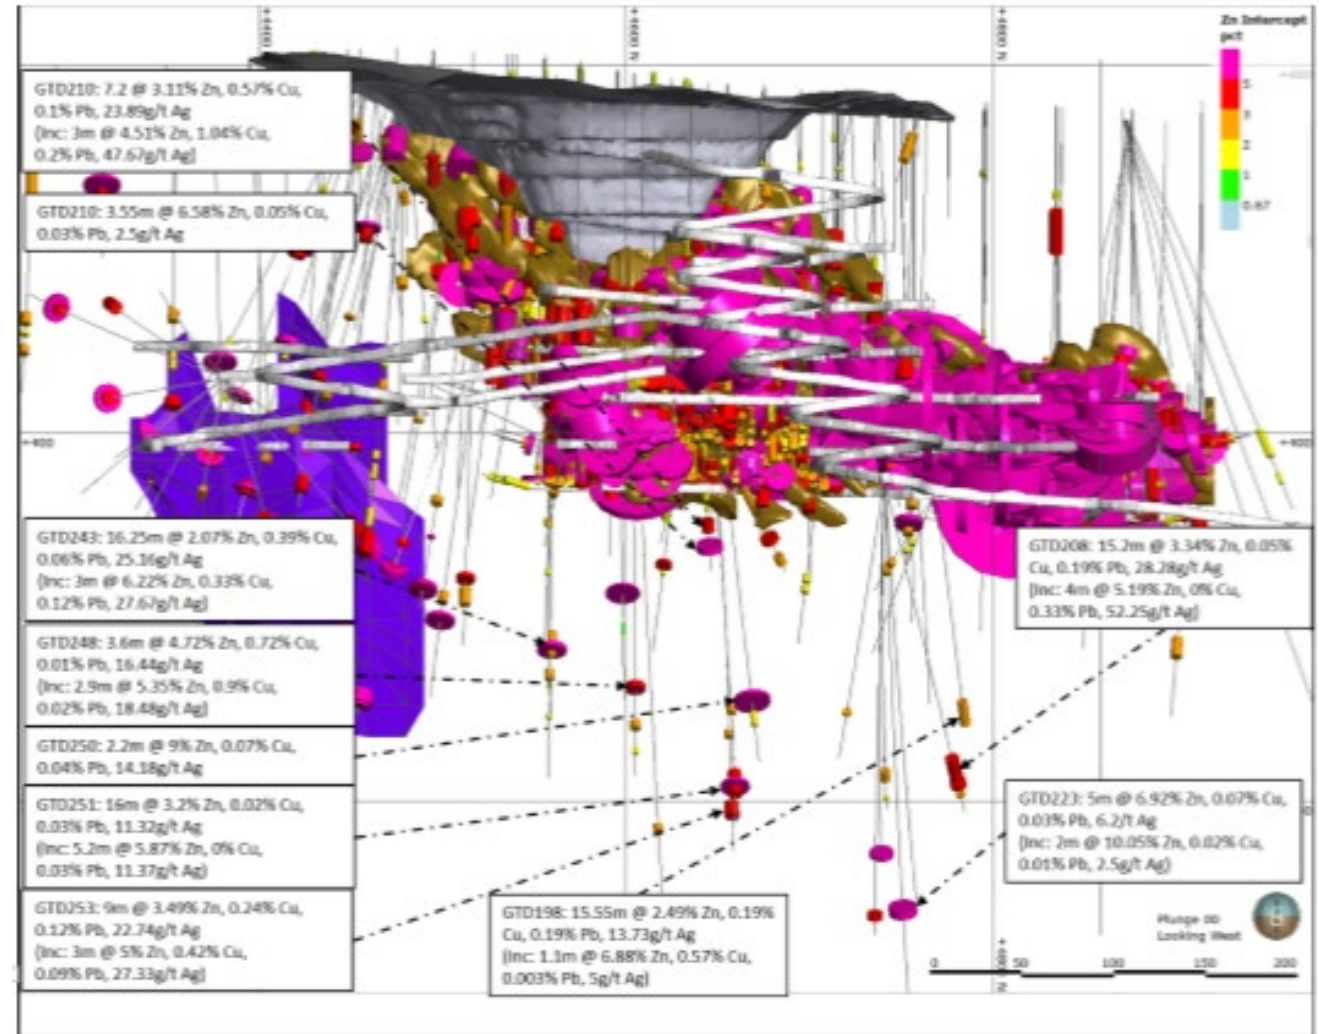 Zn Intercept
pct
5
3
2
1
0.67
GTD210: 7.2 @ 3.11% Zn, 0.57% Cu,
0.1% Pb, 23.89g/t Ag
(Inc: 3m @ 4.51% Zn, 1.04% Cu,
0.2% Pb, 47.67g/t Ag)
GTD210: 3.55m @ 6.58% Zn, 0.05% Cu,
0.03% Pb, 2.5g/t Ag
+400
GTD243: 16.25m @ 2.07% Zn, 0.39% Cu,
0.06% Pb, 25.16g/t Ag
(Inc: 3m @ 6.22% Zn, 0.33% Cu,
0.12% Pb, 27.67g/t Ag)
GTD208: 15.2m @ 3.34% Zn, 0.05%
Cu, 0.19% Pb, 28.28g/t Ag
(Inc: 4m @ 5.19% Zn, 0% Cu,
0.33% Pb, 52.25g/t Ag)
GTD248: 3.6m @ 4.72% Zn, 0.72% Cu,
0.01% Pb, 16.44g/t Ag
(Inc: 2.9m @ 5.35% Zn, 0.9% Cu,
0.02% Pb, 18.48g/t Ag)
GTD250: 2.2m @ 9% Zn, 0.07% Cu,
0.04% Pb, 14.18g/t Ag
GTD251: 16m @ 3.2% Zn, 0.02% Cu,
0.03% Pb, 11.32g/t Ag
(Inc: 5.2m @ 5.87% Zn, 0% Cu,
0.03% Pb, 11.37g/t Ag)
GTD223: 5m @ 6.92% Zn, 0.07% Cu,
0.03% Pb, 6.2/t Ag
(Inc: 2m @ 10.05% Zn, 0.02% Cu,
0.01% Pb, 2.5g/t Ag)
GTD253: 9m @ 3.49% Zn, 0.24% Cu,
0.12% Pb, 22.74g/t Ag
(Inc: 3m @ 5% Zn, 0.42% Cu,
0.09% Pb, 27.33g/t Ag)
GTD198: 15.55m @ 2.49% Zn, 0.19%
Cu, 0.19% Pb, 13.73g/t Ag
(Inc: 1.1m @ 6.88% Zn, 0.57% Cu,
0.003% Pb, 5g/t Ag)
Plunge 00
Looking West
0 50 100 150 200